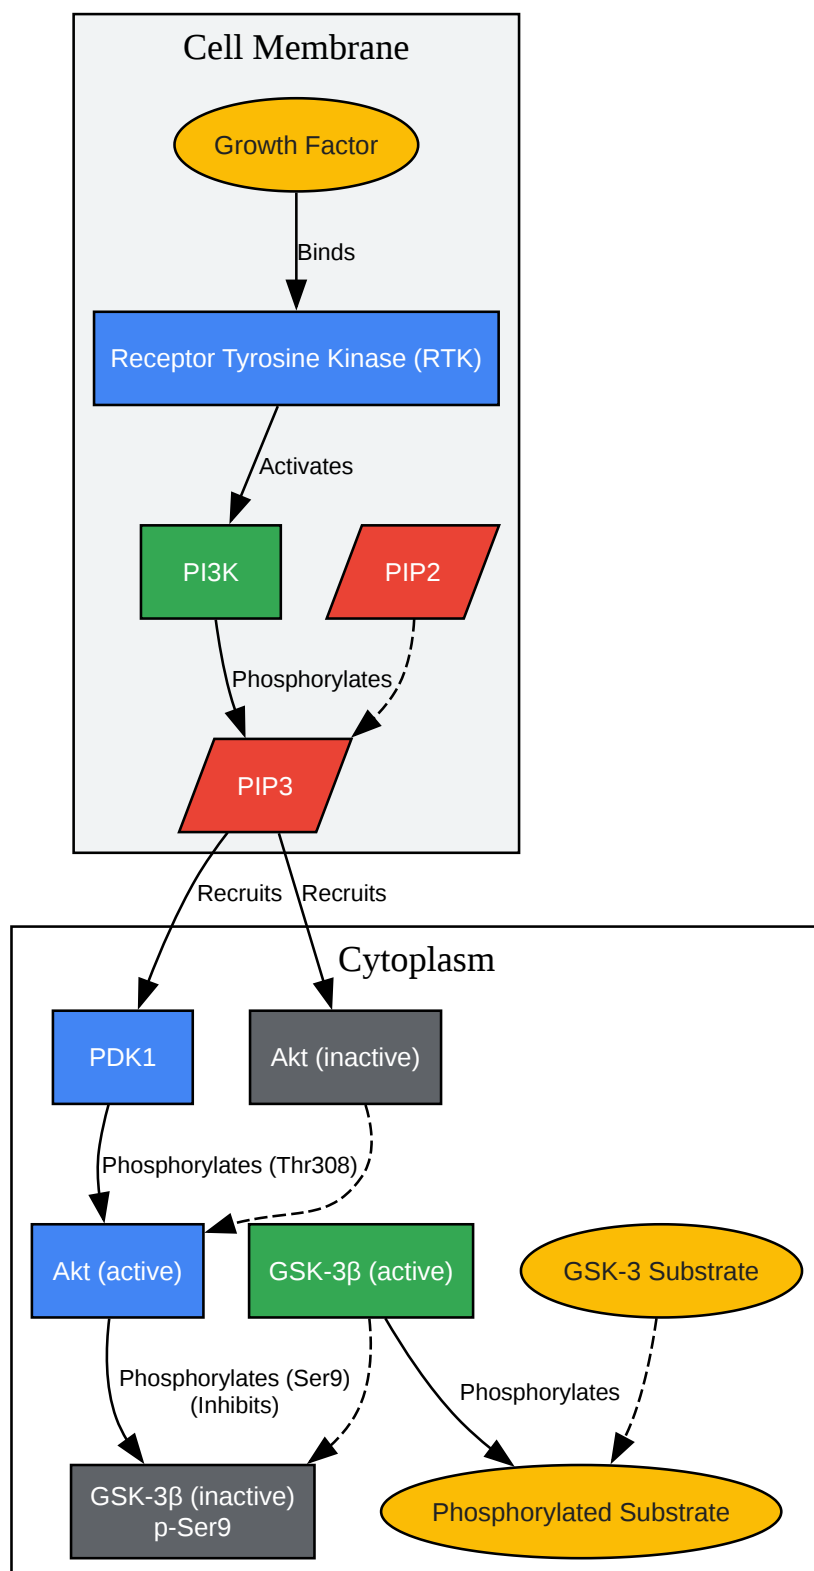 Cell Membrane
Growth Factor
Binds
Receptor Tyrosine Kinase (RTK)
Activates
PI3K
PIP2
Phosphorylates
PIP3
Recruits
Recruits
Cytoplasm
PDK1
Akt (inactive)
Phosphorylates (Thr308)
Akt (active)
GSK-3β (active)
GSK-3 Substrate
Phosphorylates (Ser9)
(Inhibits)
Phosphorylates
GSK-3β (inactive)
p-Ser9
Phosphorylated Substrate